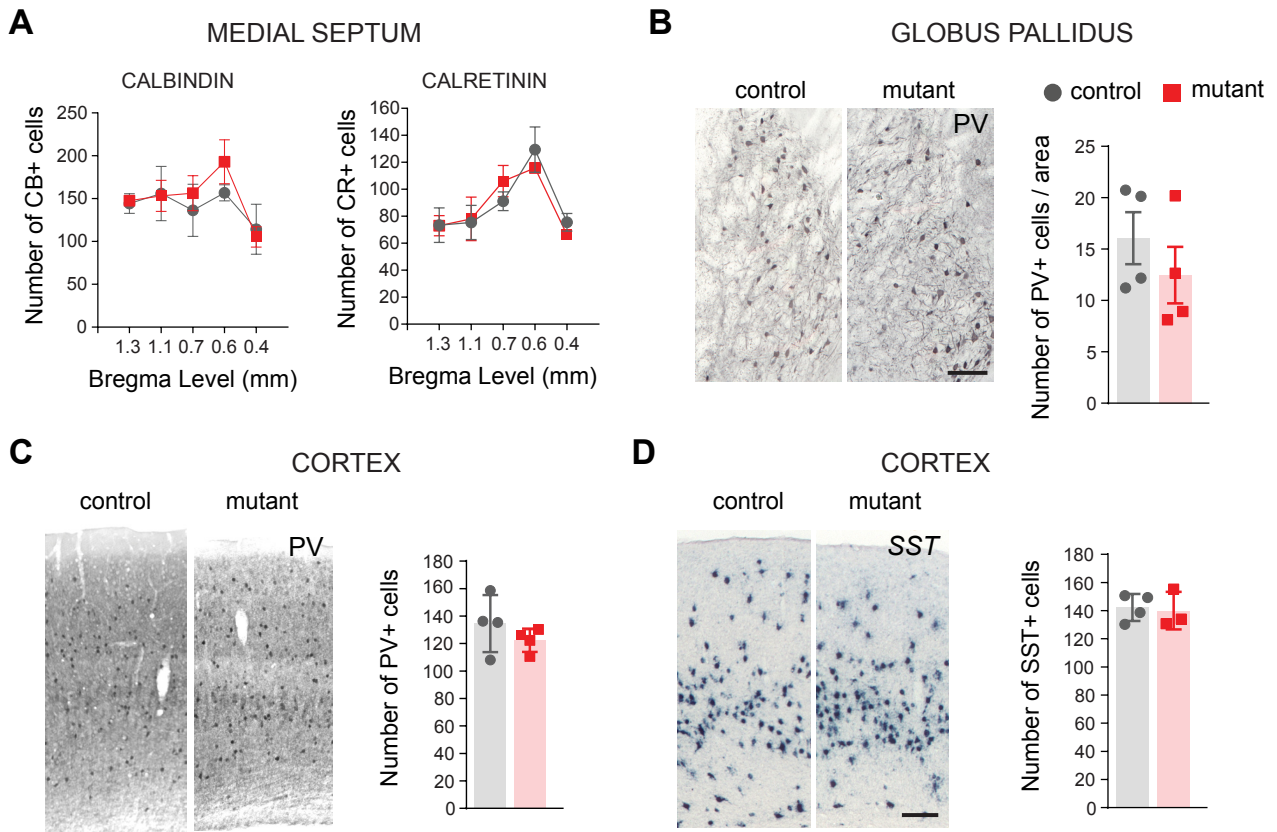 A
MEDIAL SEPTUM
CALBINDIN
Number of CB+ cells
250
200
150
100
50
0
1.3 1.1 0.7 0.6 0.4
Bregma Level (mm)
CALRETININ
Number of CR+ cells
160
140
120
100
80
60
40
20
0
1.3 1.1 0.7 0.6 0.4
Bregma Level (mm)
B
GLOBUS PALLIDUS
control mutant
PV
control mutant
Number of PV+ cells / area
25
20
15
10
5
0
C
CORTEX
control mutant
PV
Number of PV+ cells
180
160
140
120
100
80
60
40
20
0
D
CORTEX
control mutant
SST
Number of SST+ cells
180
160
140
120
100
80
60
40
20
0